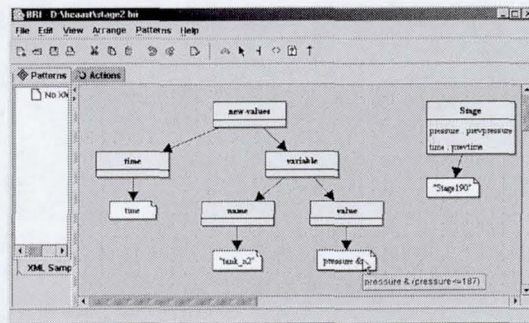 BRI D:\hcaast\stage2.bri
File Edit View Arrange Patterns Help
Patterns Actions
No XM
new-values
Stage
pressure . prevpressure
time . prevtime
time
variable
"Stage190"
time
name
value
"tank_n2"
pressure &
pressure & (pressure<=187)
XML Samp